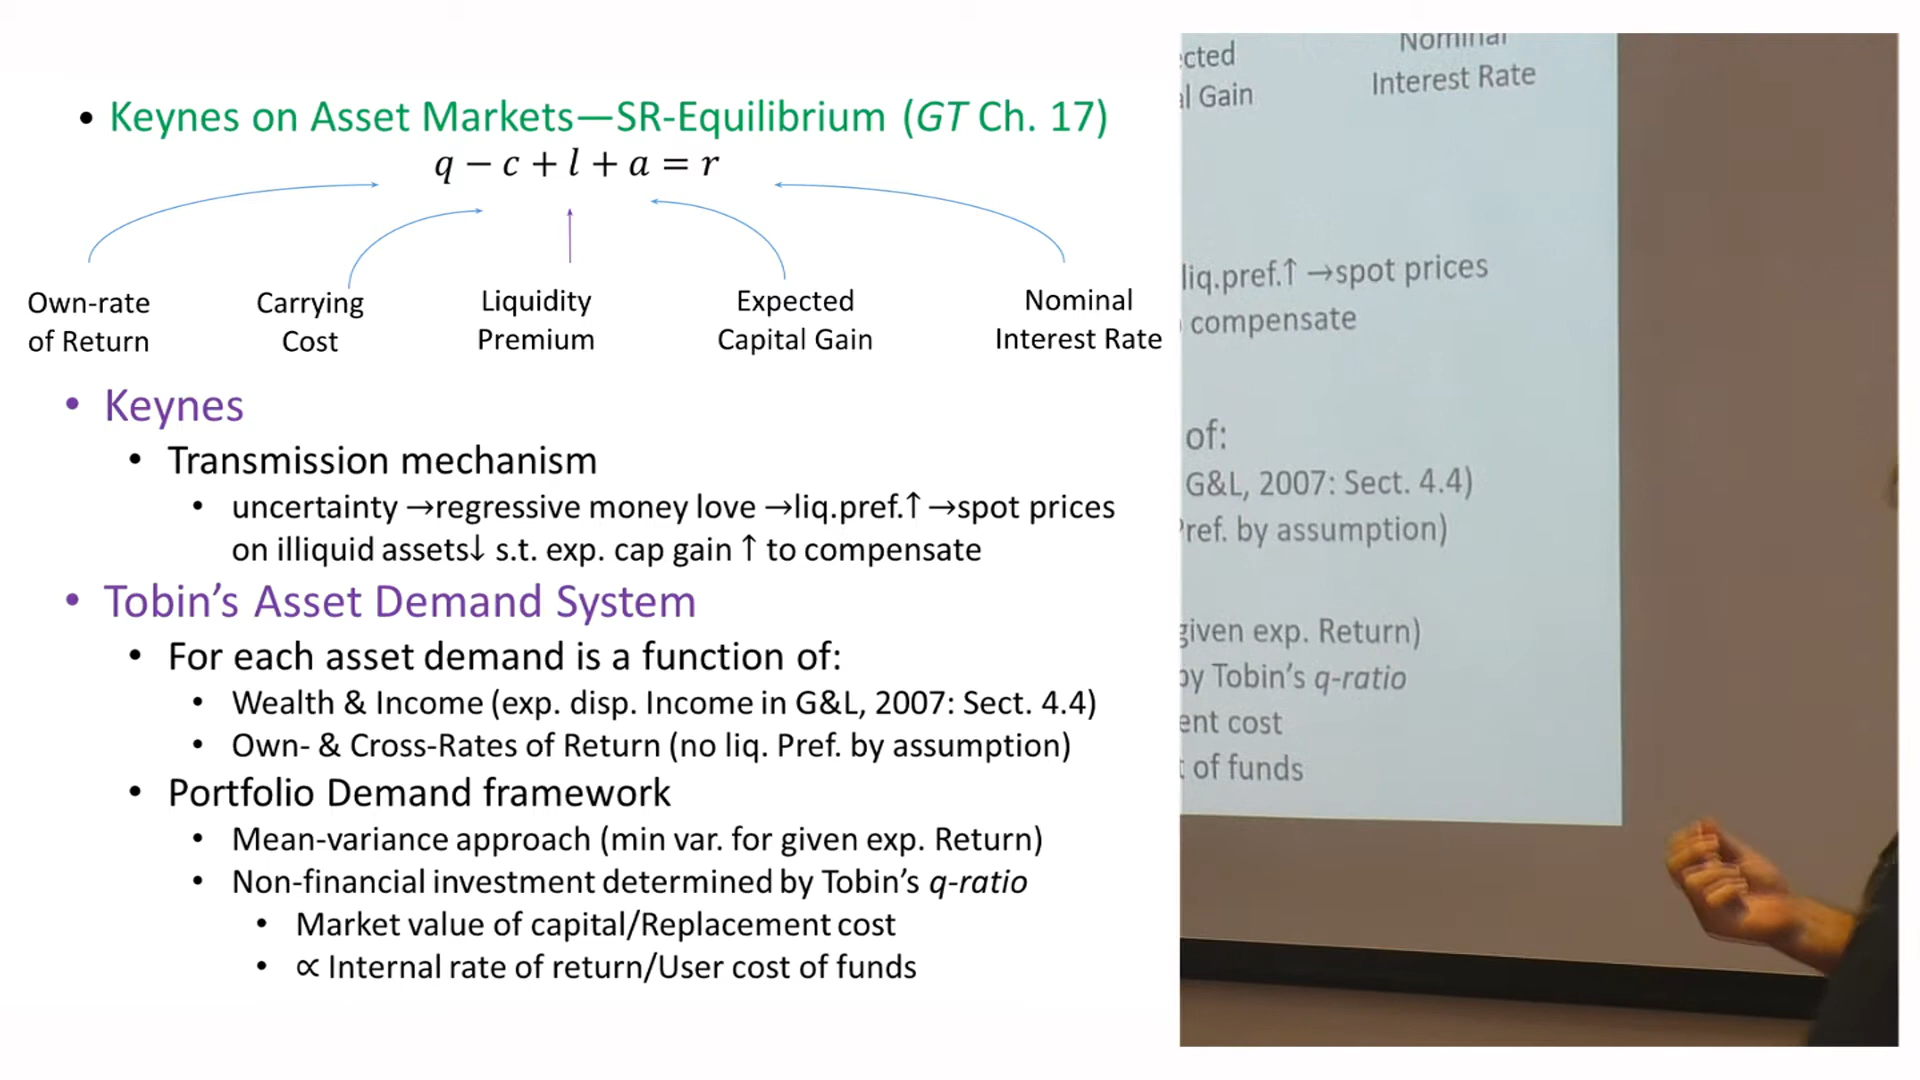 • Keynes on Asset Markets—SR-Equilibrium (GT Ch. 17)
q − c + l + a = r
Own-rate of Return
Carrying Cost
Liquidity Premium
Expected Capital Gain
Nominal Interest Rate
• Keynes
• Transmission mechanism
• uncertainty →regressive money love →liq.pref.↑ →spot prices
on illiquid assets↓ s.t. exp. cap gain ↑ to compensate
• Tobin’s Asset Demand System
• For each asset demand is a function of:
• Wealth & Income (exp. disp. Income in G&L, 2007: Sect. 4.4)
• Own- & Cross-Rates of Return (no liq. Pref. by assumption)
• Portfolio Demand framework
• Mean-variance approach (min var. for given exp. Return)
• Non-financial investment determined by Tobin’s q-ratio
• Market value of capital/Replacement cost
• ∝ Internal rate of return/User cost of funds
Nominal
Interest Rate
Gain
liq.pref.↑ →spot prices
compensate
of:
G&L, 2007: Sect. 4.4)
by assumption)
given exp. Return)
by Tobin’s q-ratio
cost
of funds